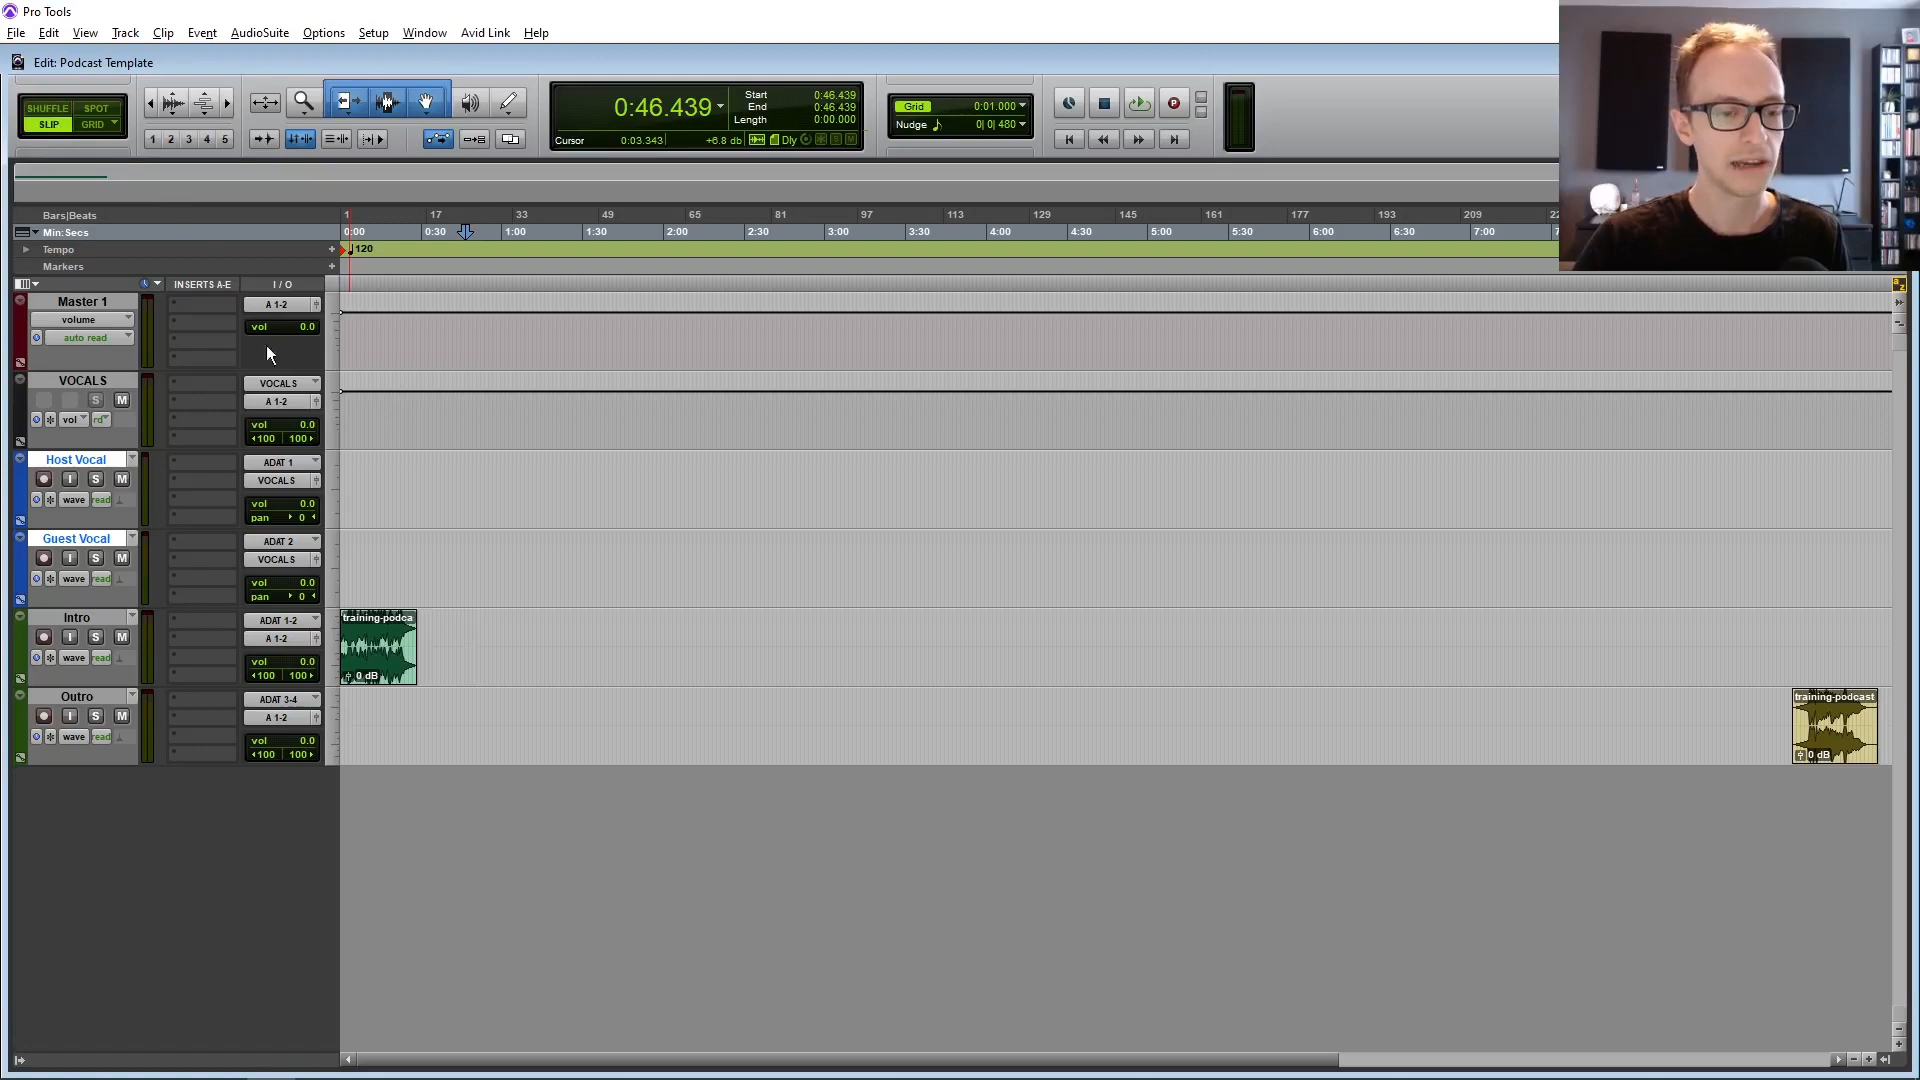 Pro Tools
File Edit View Track Clip Event AudioSuite Options Setup Window Avid Link Help
Edit: Podcast Template
SHUFFLE SPOT
SLIP GRID
1 2 3 4 5
0:46.439
Start 0:46.439
End 0:46.439
Length 0:00.000
Cursor 0:03.343 +6.8 db Dly
Grid 0:01.000
Nudge 0| 0| 480
Bars|Beats 1 17 33 49 65 81 97 113 129 145 161 177 193 209
Min:Secs 0:00 0:30 1:00 1:30 2:00 2:30 3:00 3:30 4:00 4:30 5:00 5:30 6:00 6:30 7:00
Tempo + 120
Markers +
INSERTS A-E I / O
Master 1 A 1-2
volume vol 0.0
auto read
VOCALS VOCALS
S M A 1-2
vol rd vol 0.0
100 100
Host Vocal ADAT 1
I S M VOCALS
wave read vol 0.0
pan 0
Guest Vocal ADAT 2
I S M VOCALS
wave read vol 0.0
pan 0
Intro ADAT 1-2 training-podca
I S M A 1-2
wave read vol 0.0
100 100 0 dB
Outro ADAT 3-4 training-podcast
I S M A 1-2
wave read vol 0.0
100 100 0 dB